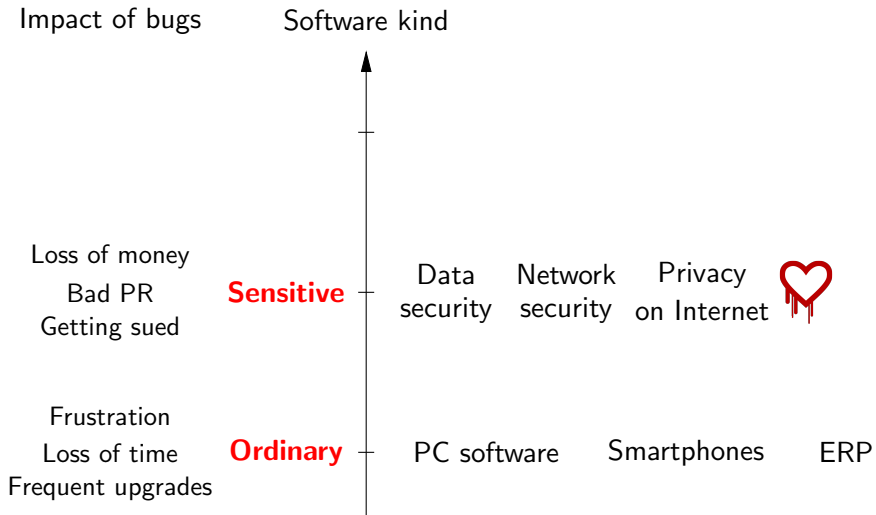 Impact of bugs
Software kind
Loss of money
Bad PR
Getting sued
Sensitive
Data
security
Network
security
Privacy
on Internet
Frustration
Loss of time
Frequent upgrades
Ordinary
PC software
Smartphones
ERP